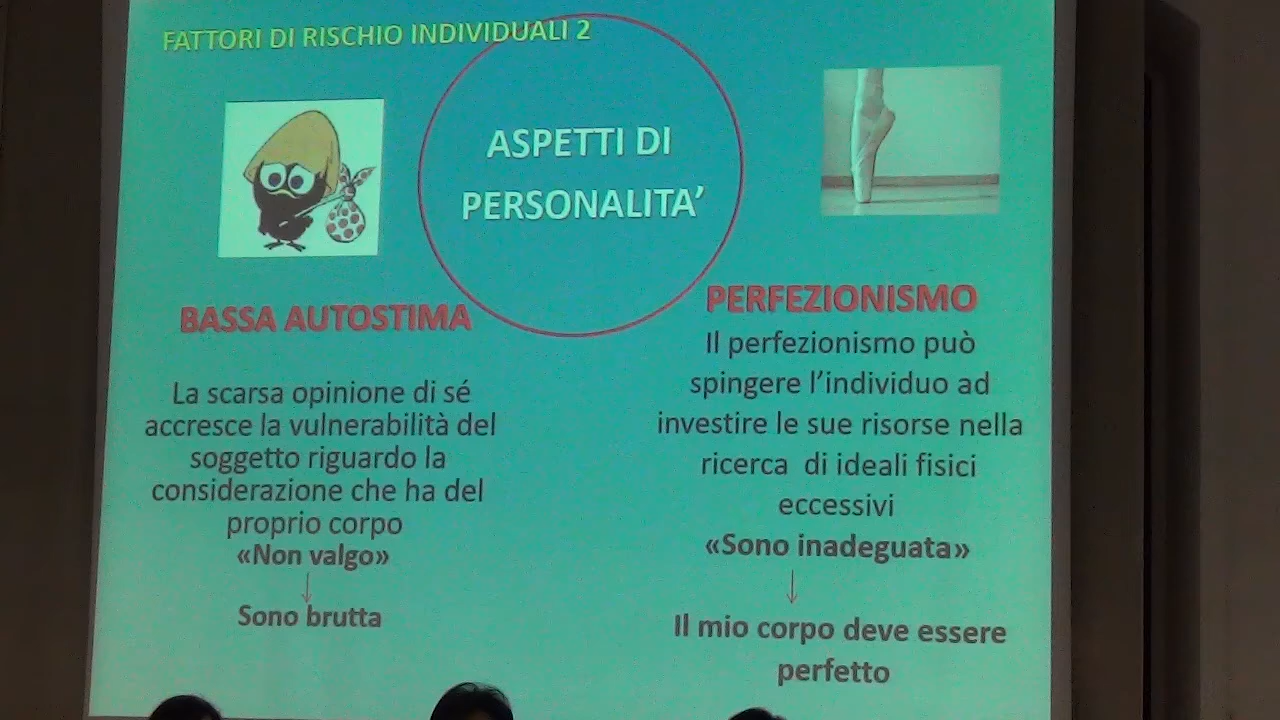 FATTORI DI RISCHIO INDIVIDUALI 2
ASPETTI DI
PERSONALITA’
BASSA AUTOSTIMA
La scarsa opinione di sé
accresce la vulnerabilità del
soggetto riguardo la
considerazione che ha del
proprio corpo
«Non valgo»
Sono brutta
PERFEZIONISMO
Il perfezionismo può
spingere l’individuo ad
investire le sue risorse nella
ricerca di ideali fisici
eccessivi
«Sono inadeguata»
Il mio corpo deve essere
perfetto